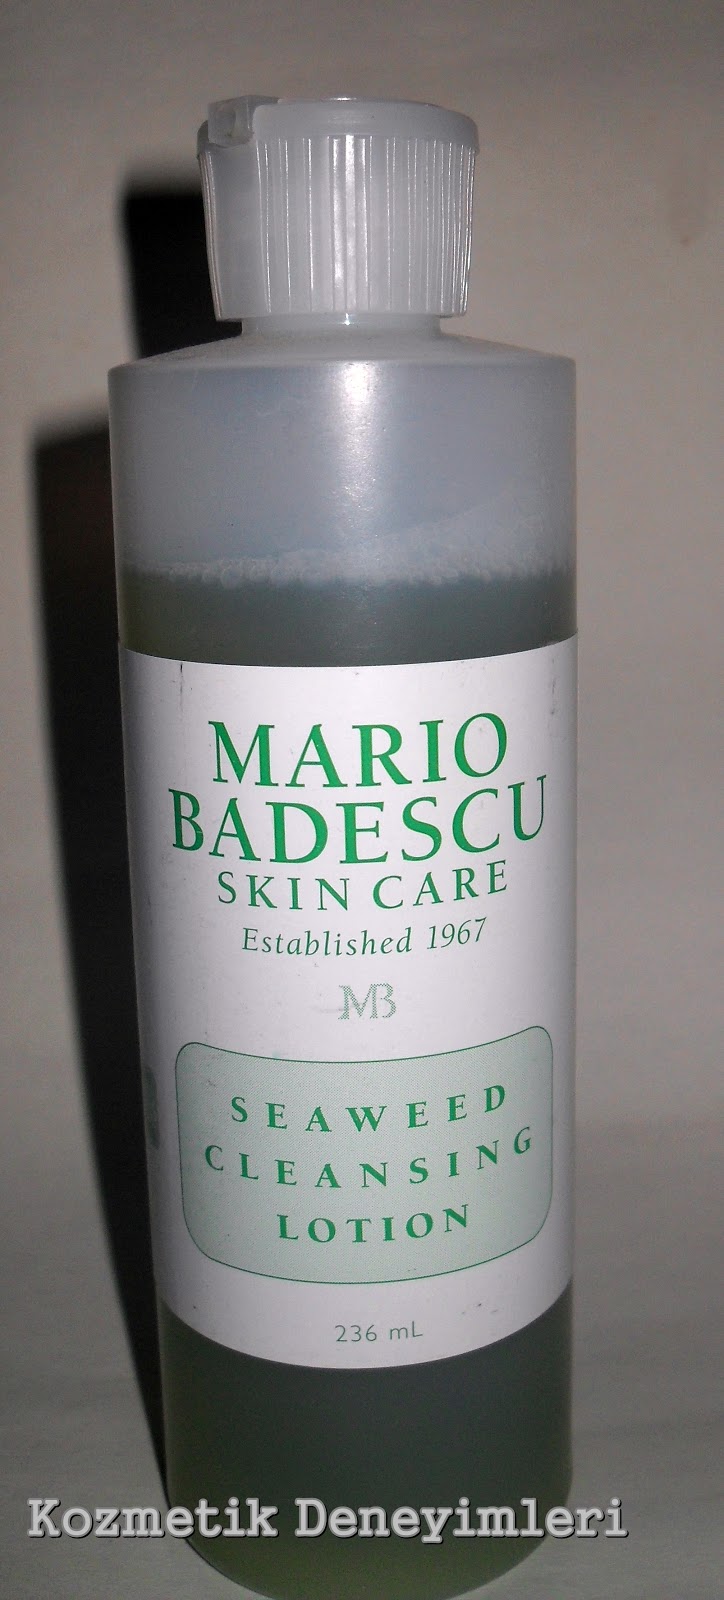 MARIO
BADESCU
SKIN CARE
Established 1967
MB
SEAWEED
CLEANSING
LOTION
236 mL
Kozmetik Deneyimleri